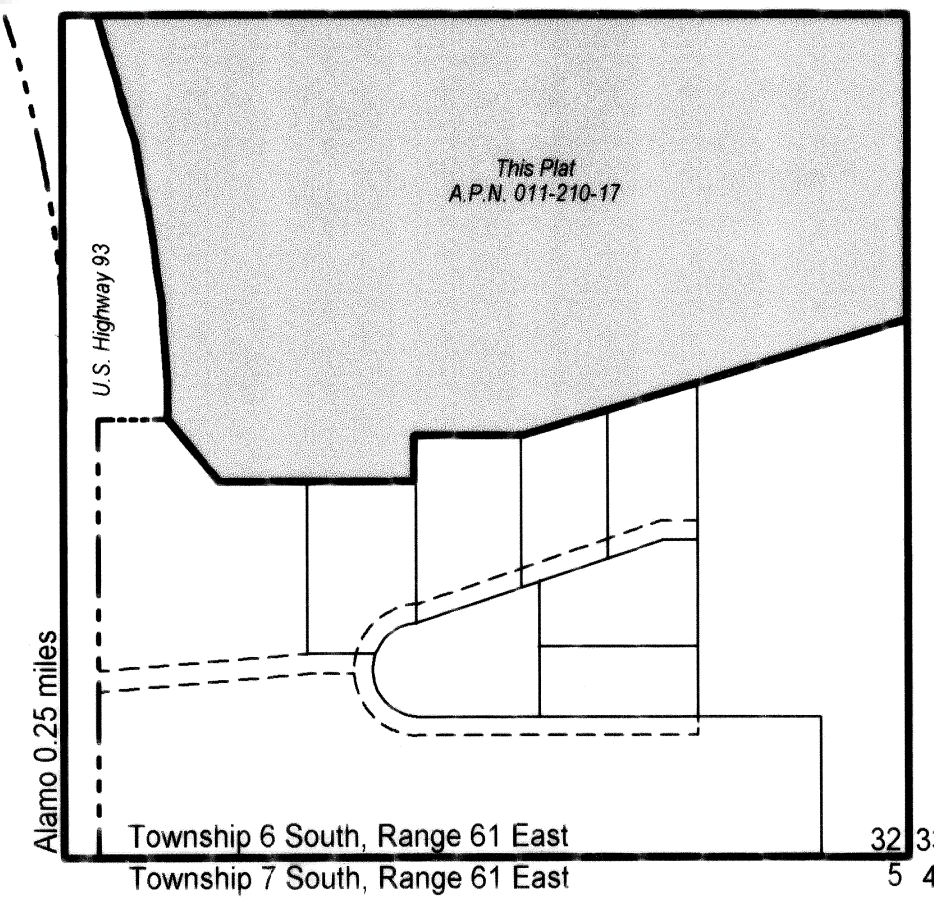 This Plat
A.P.N. 011-210-17
U.S. Highway 93
Alamo 0.25 miles
Township 6 South, Range 61 East
32
Township 7 South, Range 61 East
5 4